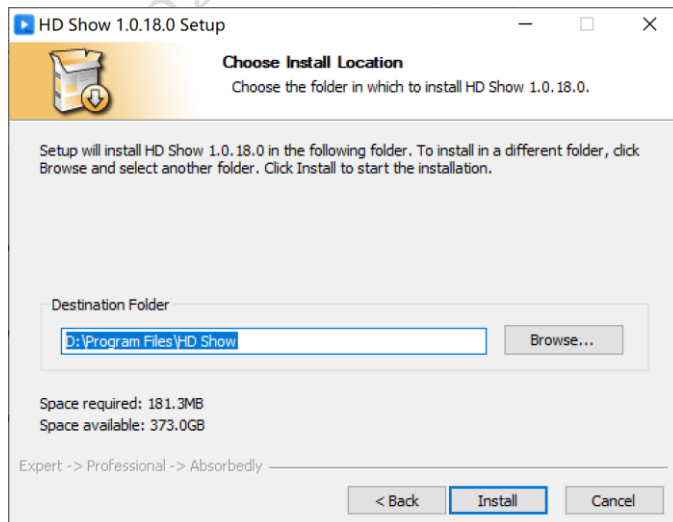 HD Show 1.0.18.0 Setup
Choose Install Location
Choose the folder in which to install HD Show 1.0.18.0.
Setup will install HD Show 1.0.18.0 in the following folder. To install in a different folder, click
Browse and select another folder. Click Install to start the installation.
Destination Folder
D:\Program Files\HD Show
Browse...
Space required: 181.3MB
Space available: 373.0GB
Expert -> Professional -> Absorbedly
< Back
Install
Cancel